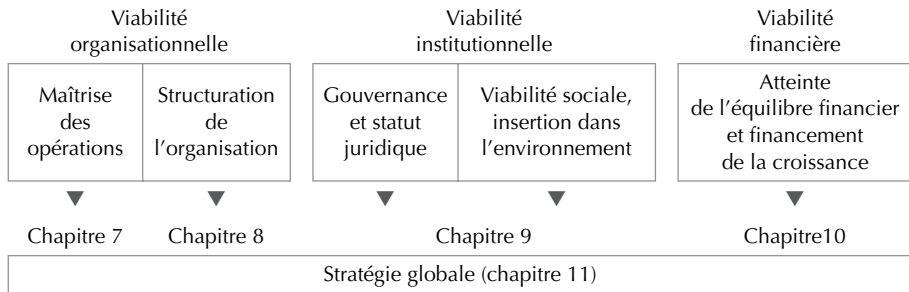 Viabilité
organisationnelle
Viabilité
institutionnelle
Viabilité
financière
Maîtrise
des
opérations
Structuration
de
l'organisation
Gouvernance
et statut
juridique
Viabilité sociale,
insertion dans
l'environnement
Atteinte
de l'équilibre financier
et financement
de la croissance
Chapitre 7
Chapitre 8
Chapitre 9
Chapitre10
Stratégie globale (chapitre 11)